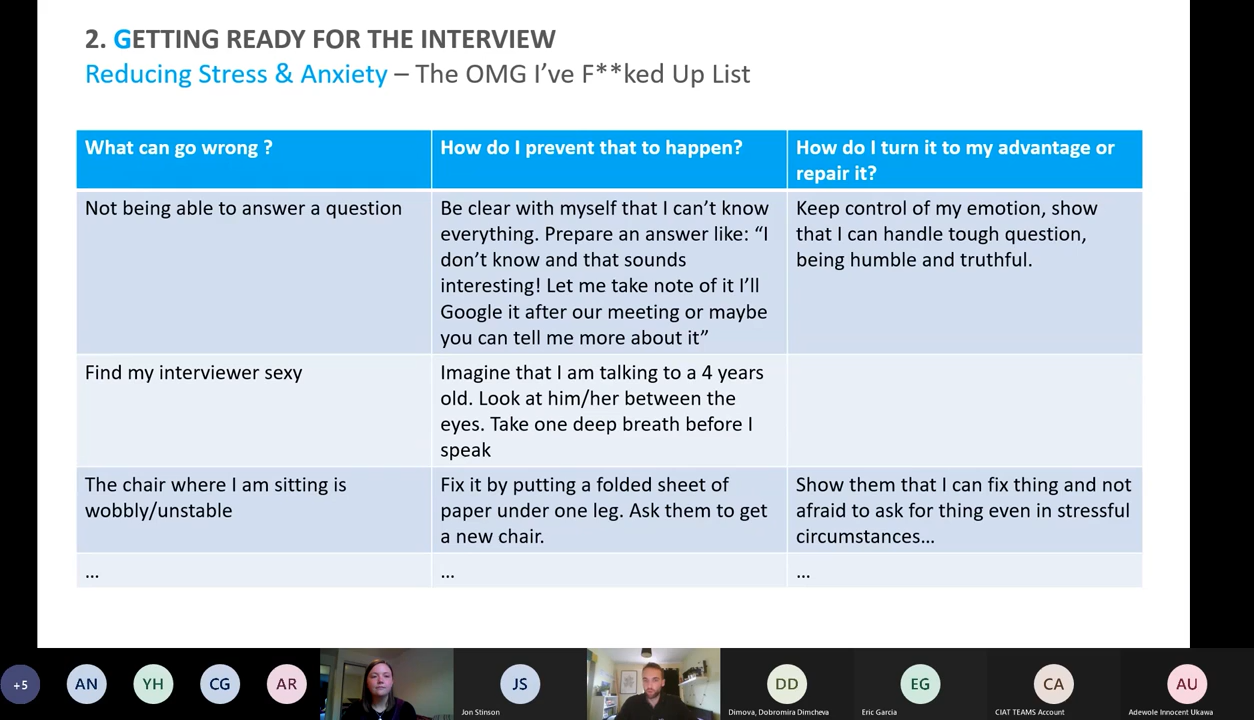 2. GETTING READY FOR THE INTERVIEW
Reducing Stress & Anxiety – The OMG I've F**ked Up List
What can go wrong ?
How do I prevent that to happen?
How do I turn it to my advantage or
repair it?
Not being able to answer a question
Be clear with myself that I can't know
everything. Prepare an answer like: "I
don't know and that sounds
interesting! Let me take note of it I'll
Google it after our meeting or maybe
you can tell me more about it"
Keep control of my emotion, show
that I can handle tough question,
being humble and truthful.
Find my interviewer sexy
Imagine that I am talking to a 4 years
old. Look at him/her between the
eyes. Take one deep breath before I
speak
The chair where I am sitting is
wobbly/unstable
Fix it by putting a folded sheet of
paper under one leg. Ask them to get
a new chair.
Show them that I can fix thing and not
afraid to ask for thing even in stressful
circumstances…
…
…
…
+5
AN
YH
CG
AR
JS
Jon Stinson
DD
Dimova, Dobromira Dimcheva
EG
Eric Garcia
CA
CIAT TEAMS Account
AU
Adewole Innocent Ukawa